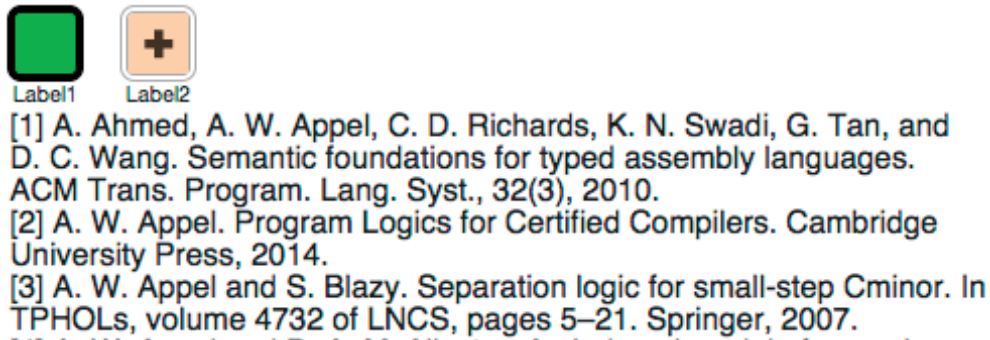 Label1 Label2
[1] A. Ahmed, A. W. Appel, C. D. Richards, K. N. Swadi, G. Tan, and
D. C. Wang. Semantic foundations for typed assembly languages.
ACM Trans. Program. Lang. Syst., 32(3), 2010.
[2] A. W. Appel. Program Logics for Certified Compilers. Cambridge
University Press, 2014.
[3] A. W. Appel and S. Blazy. Separation logic for small-step Cminor. In
TPHOLs, volume 4732 of LNCS, pages 5–21. Springer, 2007.